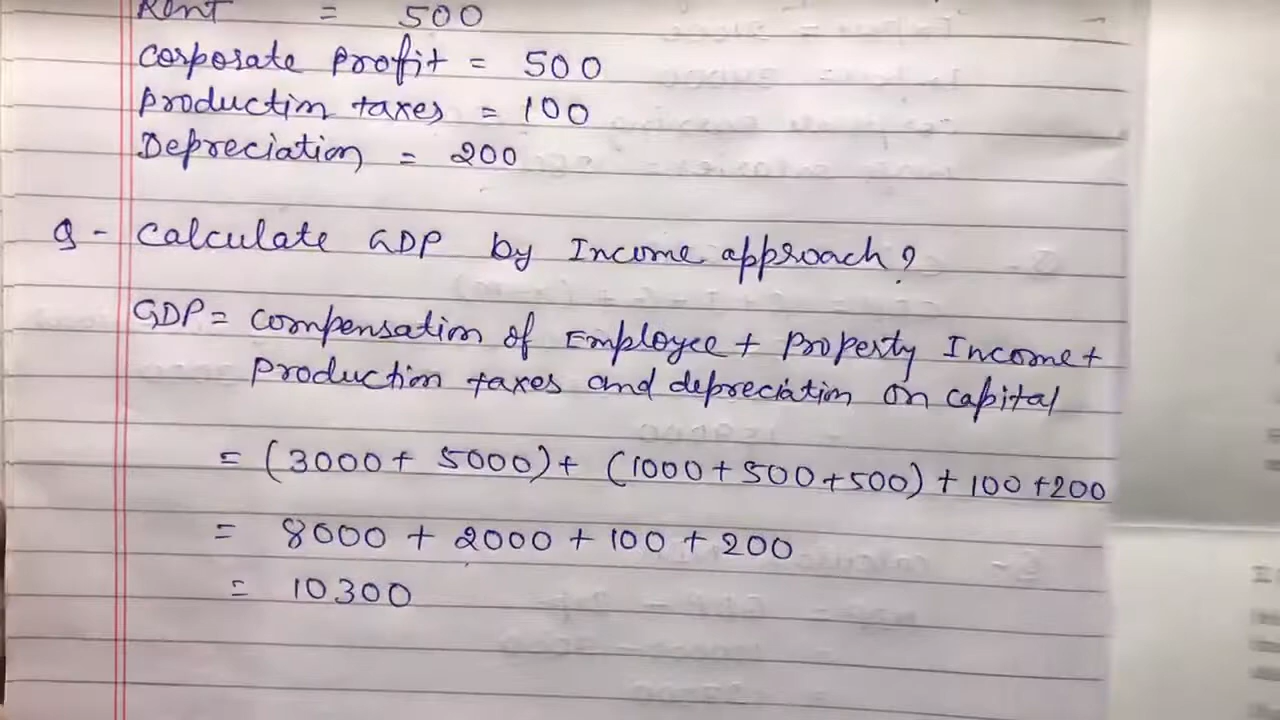 Rent = 500
Corporate profit = 500
Production taxes = 100
Depreciation = 200
Q - Calculate GDP by Income approach?
GDP = Compensation of Employee + Property Income +
Production taxes and depreciation on capital
= (3000 + 5000) + (1000 + 500 + 500) + 100 + 200
= 8000 + 2000 + 100 + 200
= 10300